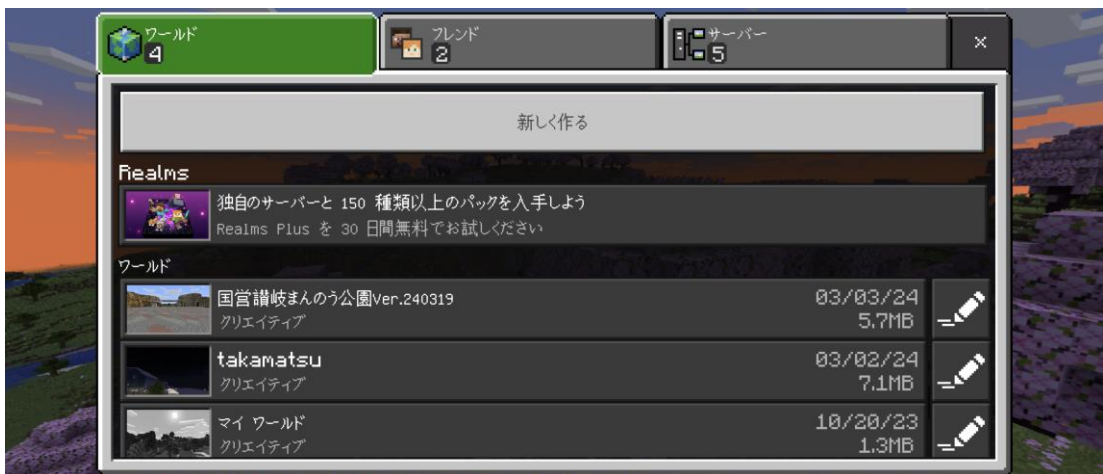 ワールド
4
フレンド
2
サーバー
5
新しく作る
Realms
独自のサーバーと 150 種類以上のパックを入手しよう
Realms Plus を 30 日間無料でお試しください
ワールド
国営讃岐まんのう公園Ver.240319
03/03/24
クリエイティブ
5.7MB
takamatsu
03/02/24
クリエイティブ
7.1MB
マイ ワールド
10/20/23
クリエイティブ
1.3MB